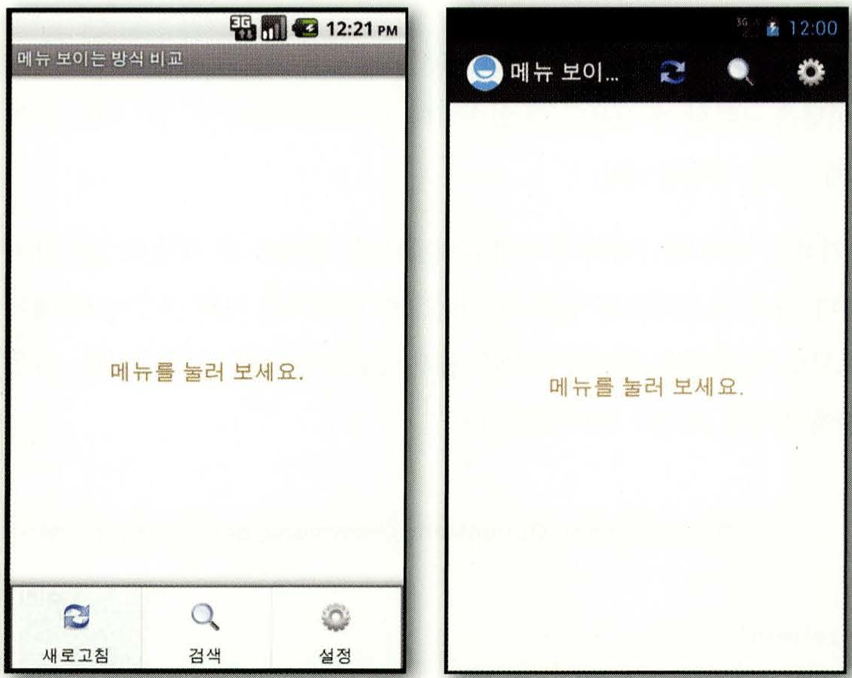 3G 12:21 PM
메뉴 보이는 방식 비교
메뉴를 눌러 보세요.
새로고침 검색 설정
3G 12:00
메뉴 보이...
메뉴를 눌러 보세요.